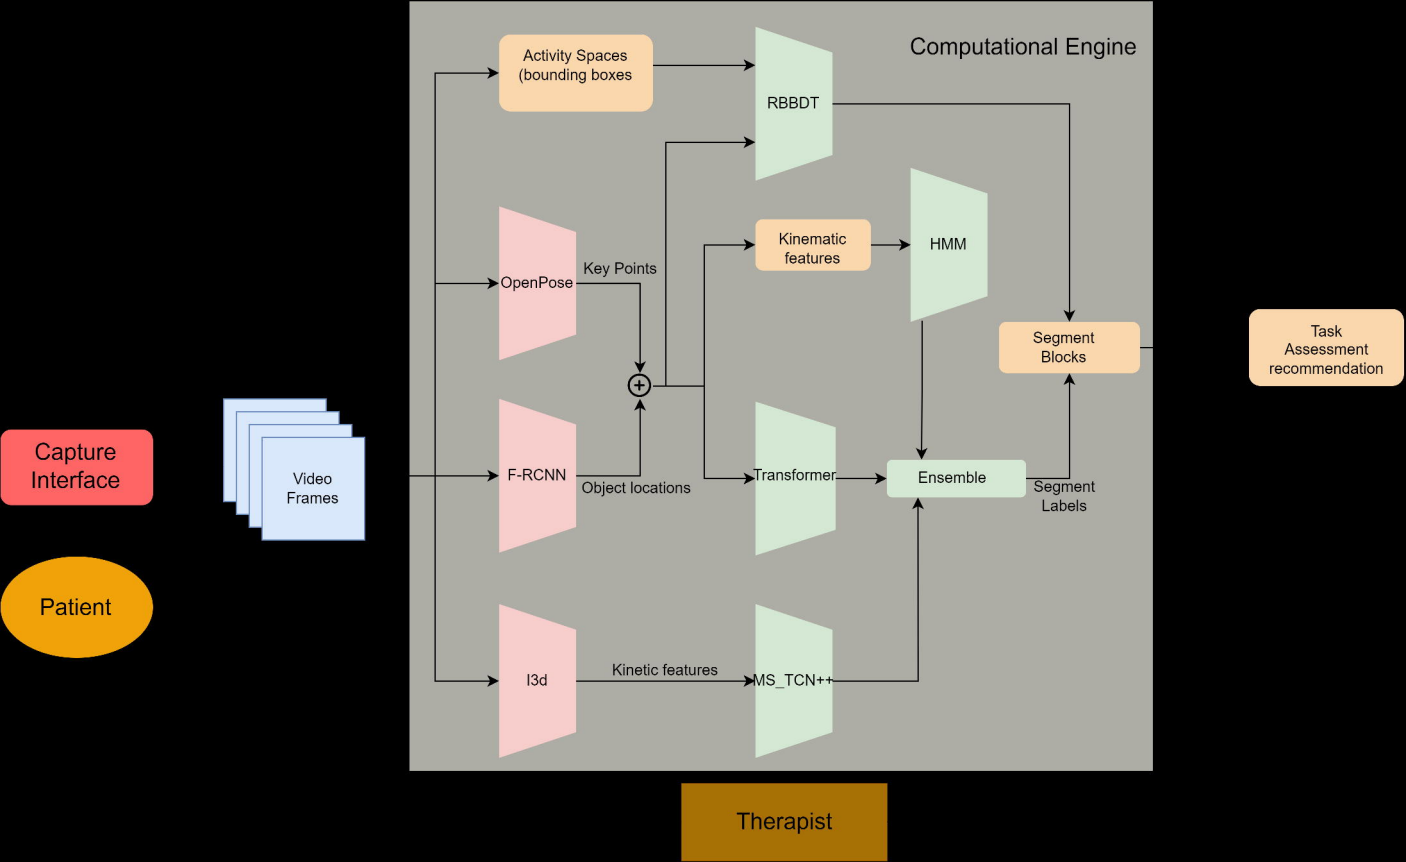 Computational Engine
Activity Spaces
(bounding boxes
RBBDT
HMM
Kinematic
features
OpenPose
Key Points
Segment
Blocks
Task
Assessment
recommendation
Capture
Interface
Video
Frames
F-RCNN
Object locations
Transformer
Ensemble
Segment
Labels
Patient
I3d
Kinetic features
MS_TCN++
Therapist